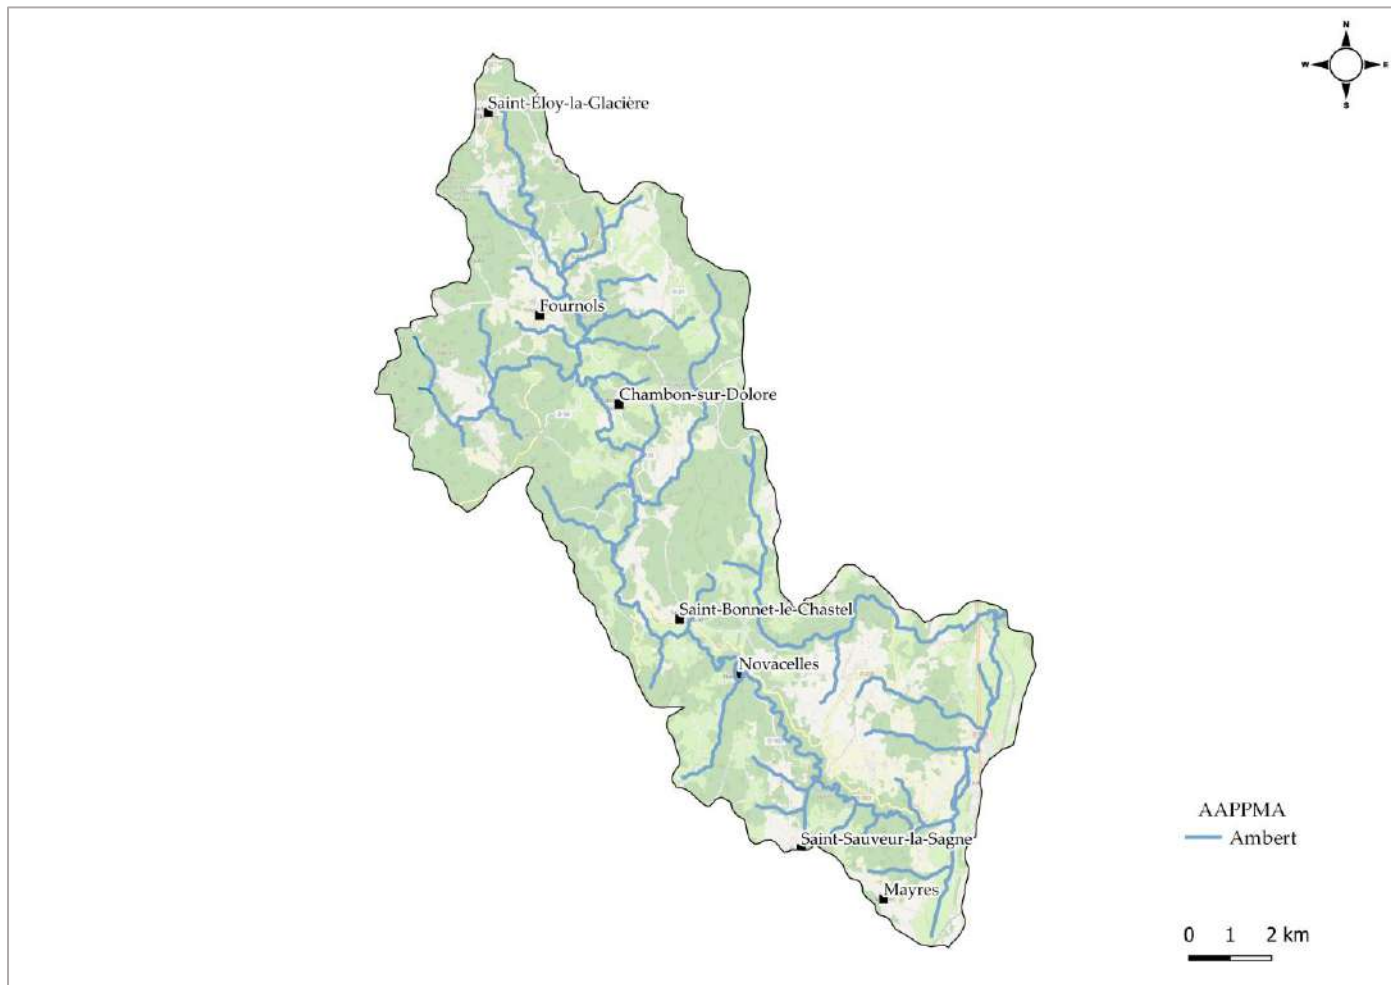 N
W E
S
Saint-Éloy-la-Glacière
Fournols
Chambon-sur-Dolore
Saint-Bonnet-le-Chastel
Novacelles
Saint-Sauveur-la-Sagne
Mayres
AAPPMA
Ambert
0 1 2 km